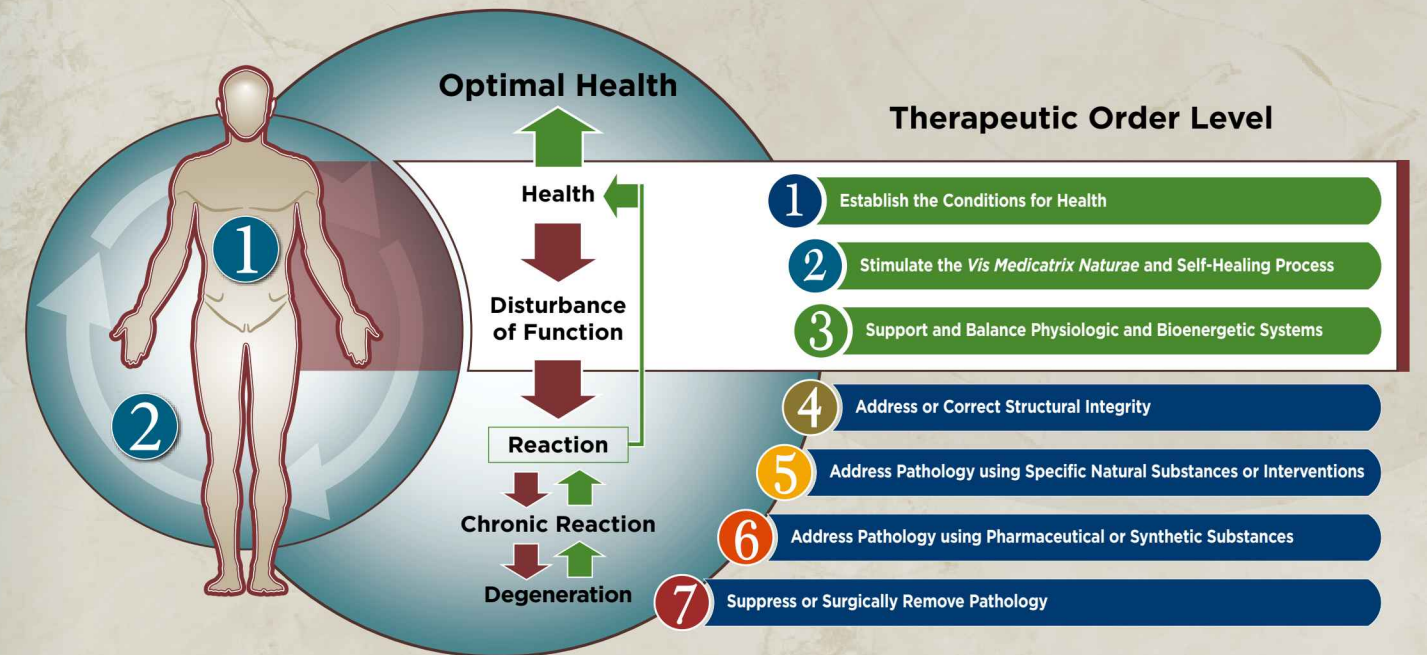 Optimal Health
Health
Disturbance
of Function
Reaction
Chronic Reaction
Degeneration
1
2
Therapeutic Order Level
1 Establish the Conditions for Health
2 Stimulate the Vis Medicatrix Naturae and Self-Healing Process
3 Support and Balance Physiologic and Bioenergetic Systems
4 Address or Correct Structural Integrity
5 Address Pathology using Specific Natural Substances or Interventions
6 Address Pathology using Pharmaceutical or Synthetic Substances
7 Suppress or Surgically Remove Pathology